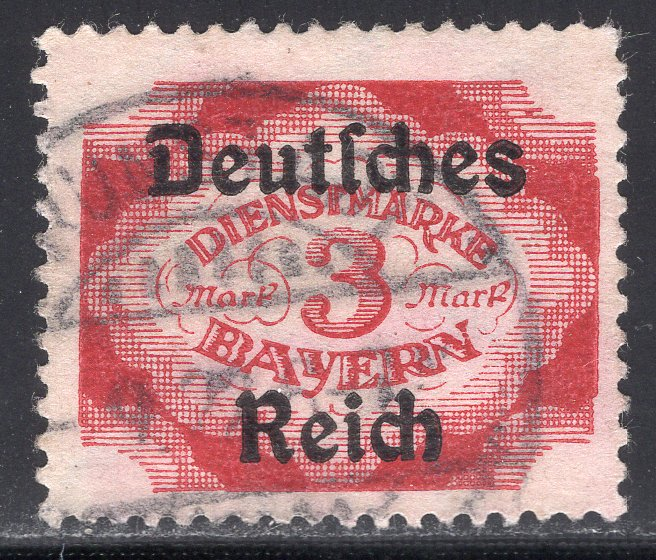 Deutſches
DIENSTMARKE
Mark 3 Mark
BAYERN
Reich